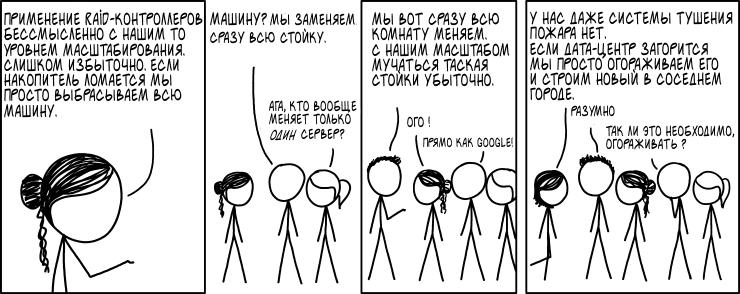 ПРИМЕНЕНИЕ RAID-КОНТРОЛЛЕРОВ
БЕССМЫСЛЕННО С НАШИМ ТО
УРОВНЕМ МАСШТАБИРОВАНИЯ.
СЛИШКОМ ИЗБЫТОЧНО. ЕСЛИ
НАКОПИТЕЛЬ ЛОМАЕТСЯ МЫ
ПРОСТО ВЫБРАСЫВАЕМ ВСЮ
МАШИНУ.
МАШИНУ? МЫ ЗАМЕНЯЕМ
СРАЗУ ВСЮ СТОЙКУ.
АГА, КТО ВООБЩЕ
МЕНЯЕТ ТОЛЬКО
ОДИН СЕРВЕР?
МЫ ВОТ СРАЗУ ВСЮ
КОМНАТУ МЕНЯЕМ.
С НАШИМ МАСШТАБОМ
МУЧАТЬСЯ ТАСКАЯ
СТОЙКИ УБЫТОЧНО.
ОГО !
ПРЯМО КАК GOOGLE!
У НАС ДАЖЕ СИСТЕМЫ ТУШЕНИЯ
ПОЖАРА НЕТ.
ЕСЛИ ДАТА-ЦЕНТР ЗАГОРИТСЯ
МЫ ПРОСТО ОГОРАЖИВАЕМ ЕГО
И СТРОИМ НОВЫЙ В СОСЕДНЕМ
ГОРОДЕ.
РАЗУМНО
ТАК ЛИ ЭТО НЕОБХОДИМО,
ОГОРАЖИВАТЬ ?